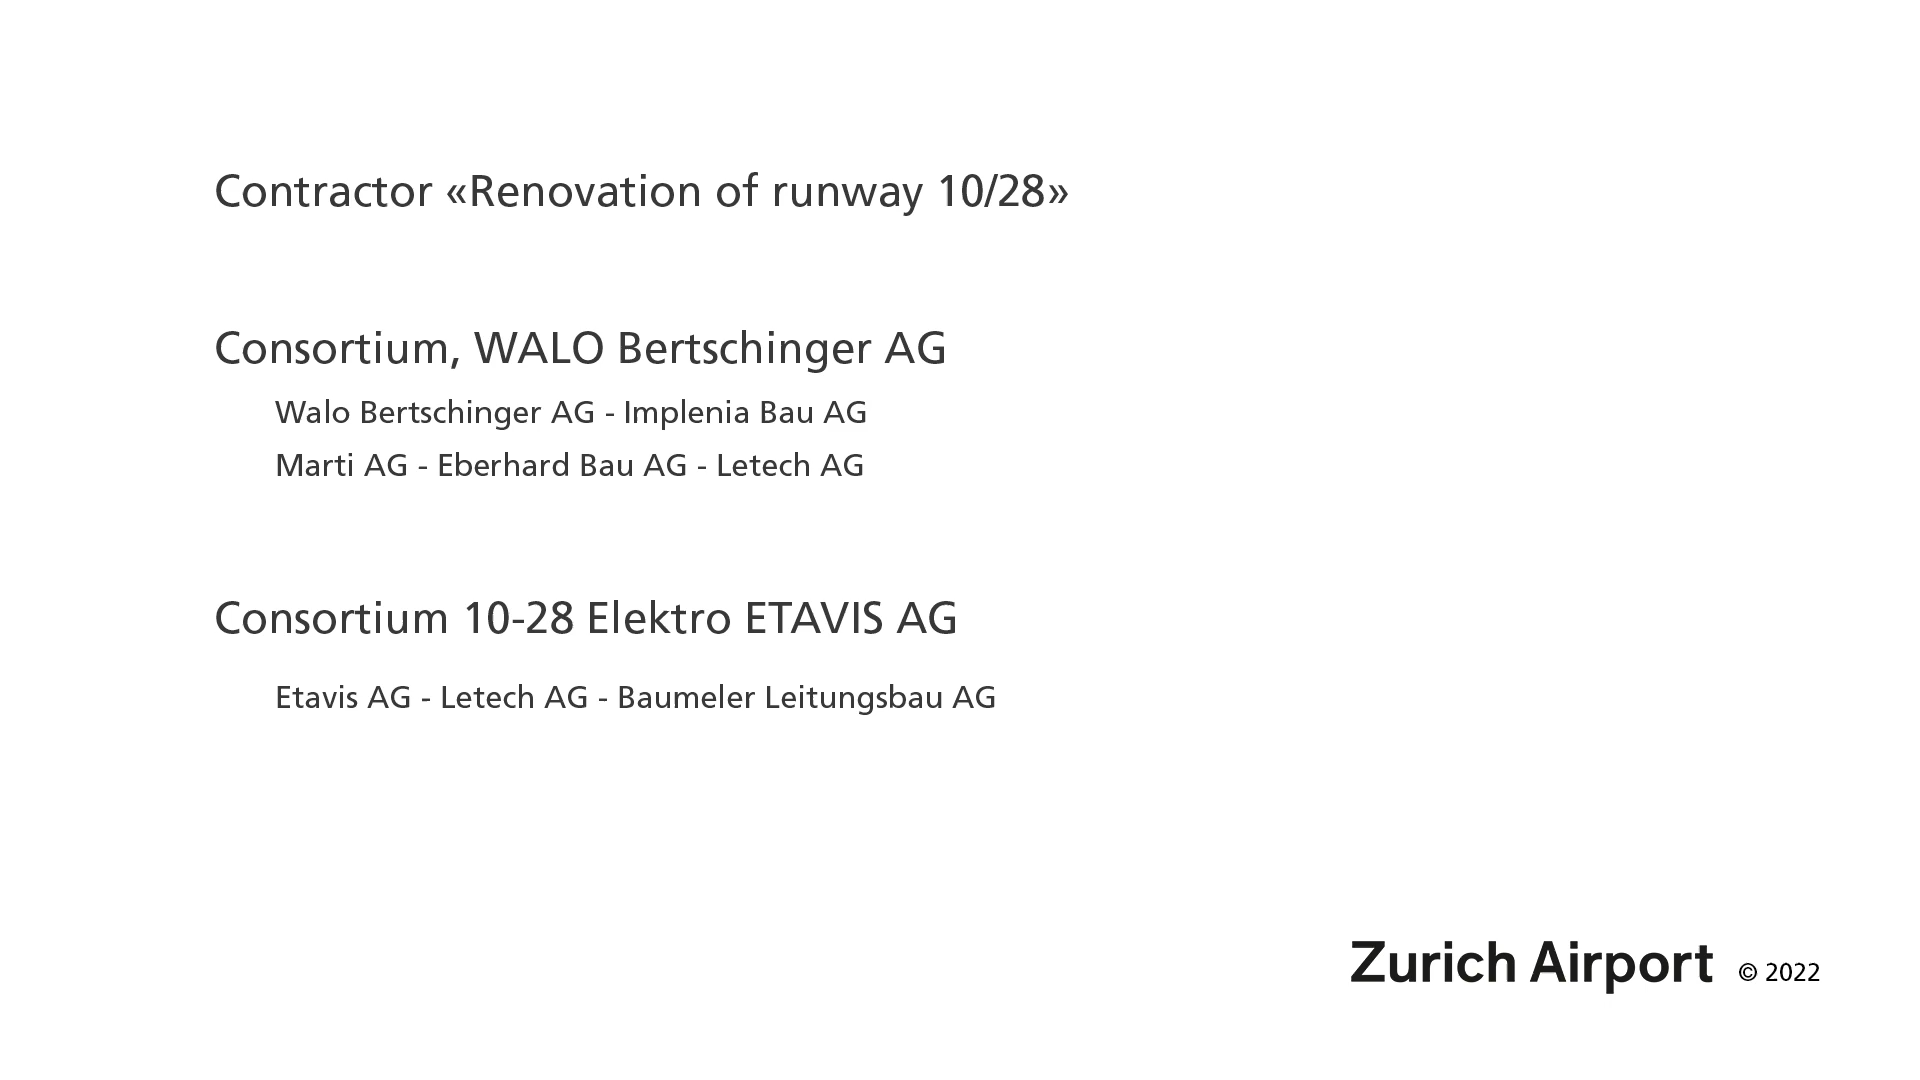 Contractor «Renovation of runway 10/28»
Consortium, WALO Bertschinger AG
Walo Bertschinger AG - Implenia Bau AG
Marti AG - Eberhard Bau AG - Letech AG
Consortium 10-28 Elektro ETAVIS AG
Etavis AG - Letech AG - Baumeler Leitungsbau AG
Zurich Airport © 2022